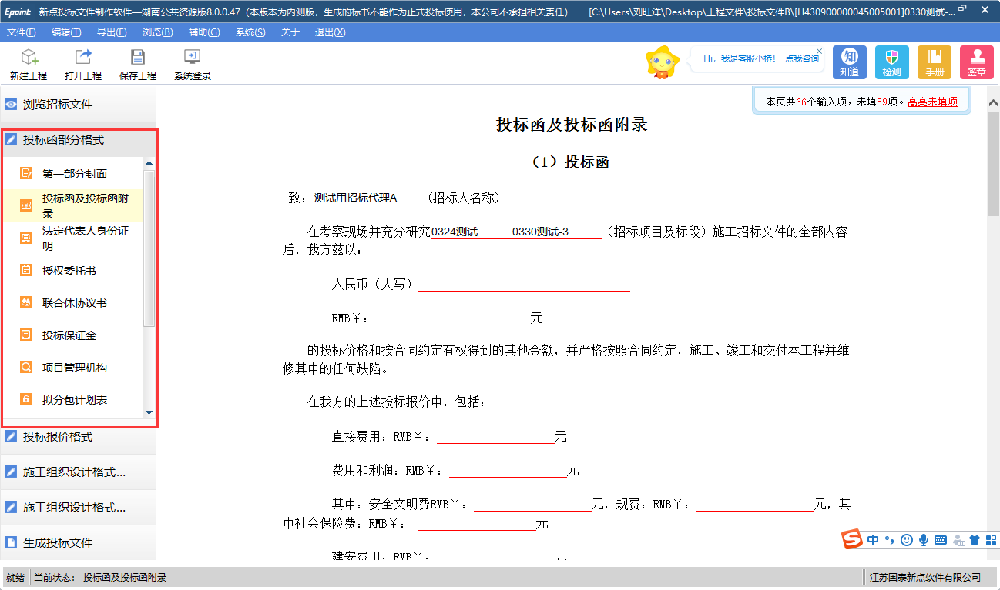 Epoint 新点投标文件制作软件—湖南公共资源版8.0.0.47（本版本为内测版，生成的标书不能作为正式投标使用，本公司不承担相关责任） [C:\Users\刘旺洋\Desktop\工程文件\投标文件B\[H430900000045005001]0330测试-...
文件(F) 编辑(T) 导出(E) 浏览(B) 辅助(G) 系统(S) 关于 退出(X)
新建工程 打开工程 保存工程 系统登录
Hi，我是客服小桥！ 点我咨询
知 知道 检测 手册 签章
本页共66个输入项，未填59项。高亮未填项
浏览招标文件
投标函部分格式
第一部分封面
投标函及投标函附
录
法定代表人身份证
明
授权委托书
联合体协议书
投标保证金
项目管理机构
拟分包计划表
投标报价格式
施工组织设计格式...
施工组织设计格式...
生成投标文件
投标函及投标函附录
（1）投标函
致：测试用招标代理A（招标人名称）
在考察现场并充分研究0324测试 0330测试-3（招标项目及标段）施工招标文件的全部内容
后，我方兹以：
人民币（大写）
RMB￥：元
的投标价格和按合同约定有权得到的其他金额，并严格按照合同约定，施工、竣工和交付本工程并维
修其中的任何缺陷。
在我方的上述投标报价中，包括：
直接费用：RMB￥：元
费用和利润：RMB￥：元
其中：安全文明费RMB￥：元，规费：RMB￥：元，其
中社会保险费：RMB￥：元
建安费用：RMB￥：元
S 中
就绪 当前状态： 投标函及投标函附录 江苏国泰新点软件有限公司